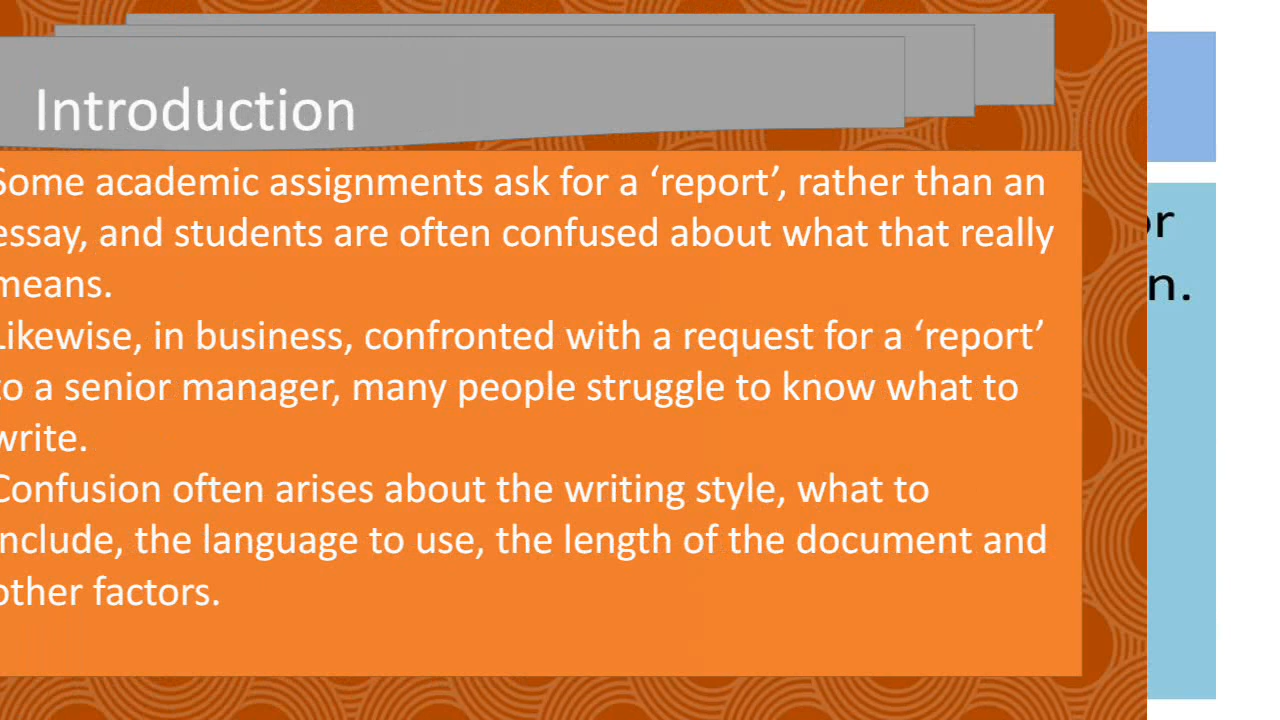 Introduction
Some academic assignments ask for a ‘report’, rather than an
essay, and students are often confused about what that really
means.
Likewise, in business, confronted with a request for a ‘report’
to a senior manager, many people struggle to know what to
write.
Confusion often arises about the writing style, what to
include, the language to use, the length of the document and
other factors.